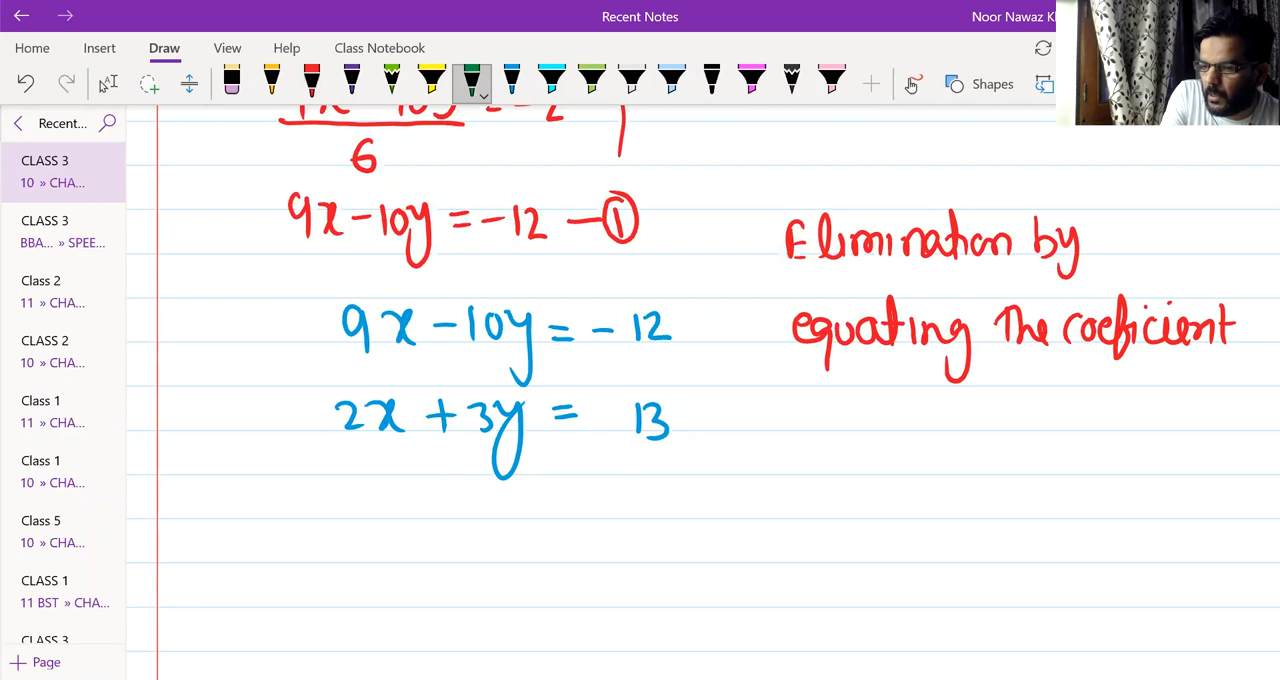 Recent Notes
Noor Nawaz
Home Insert Draw View Help Class Notebook
Shapes
Recent...
CLASS 3
10 » CHA...
CLASS 3
BBA... » SPEE...
Class 2
11 » CHA...
CLASS 2
10 » CHA...
Class 1
11 » CHA...
Class 1
10 » CHA...
Class 5
10 » CHA...
CLASS 1
11 BST » CHA...
CLASS 3
Page
6
9x - 10y = -12 - ①
9x - 10y = - 12
2x + 3y = 13
Elimination by
equating the coeficient